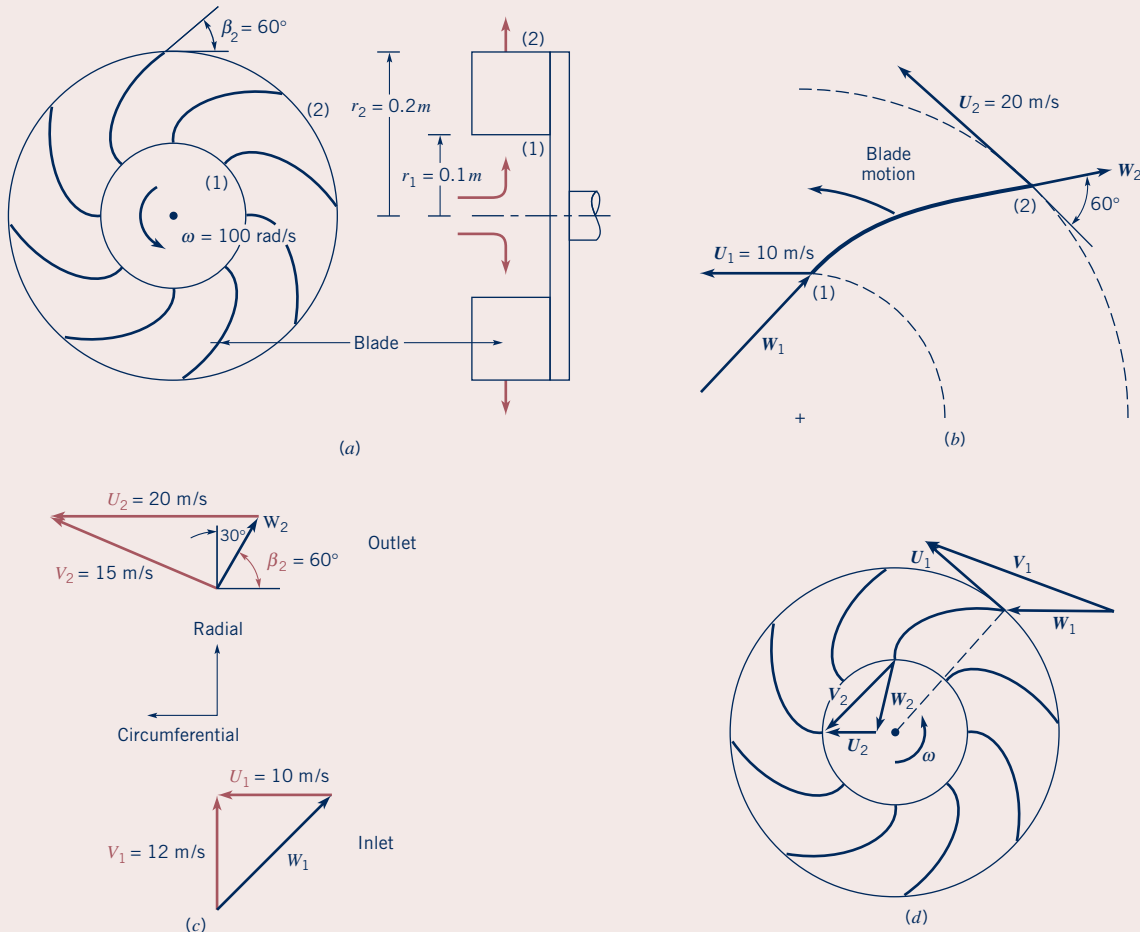 β₂ = 60°
(2)
(1)
ω = 100 rad/s
r₂ = 0.2m
r₁ = 0.1m
(2)
(1)
Blade
(a)
U₂ = 20 m/s
Blade
motion
W₂
(2)
60°
U₁ = 10 m/s
(1)
W₁
+
(b)
U₂ = 20 m/s
W₂
30°
β₂ = 60°
Outlet
V₂ = 15 m/s
Radial
Circumferential
U₁ = 10 m/s
V₁ = 12 m/s
W₁
Inlet
(c)
U₁
V₁
W₁
V₂
W₂
U₂
ω
(d)